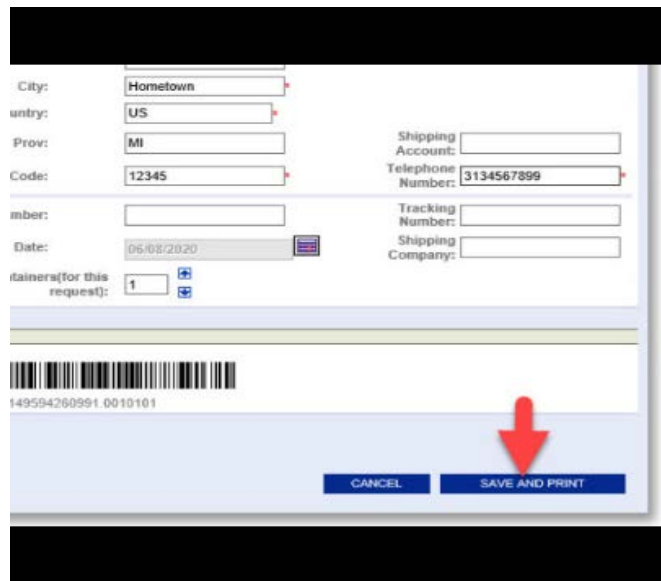 City: Hometown *
untry: US *
Prov: MI Shipping Account:
Code: 12345 * Telephone Number: 3134567899 *
mber: Tracking Number:
Date: 06/08/2020 Shipping Company:
tainers(for this request): 1
149594260991.0010101
CANCEL SAVE AND PRINT